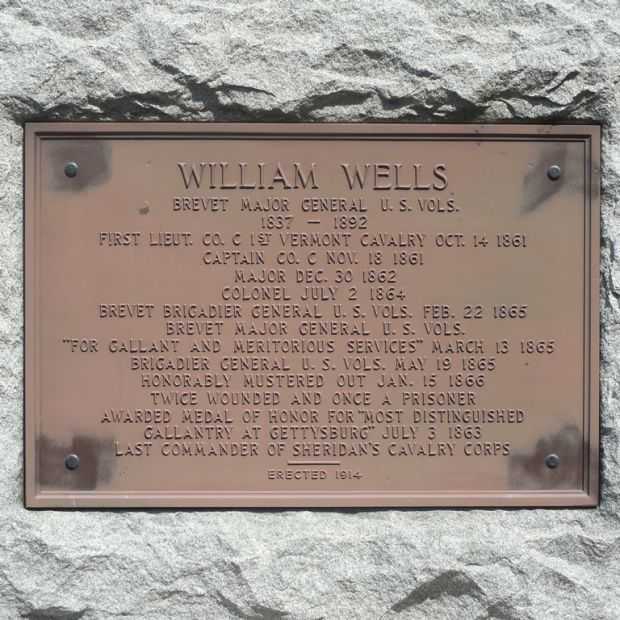 WILLIAM WELLS
BREVET MAJOR GENERAL U. S. VOLS.
1837 — 1892
FIRST LIEUT. CO. C 1ST VERMONT CAVALRY OCT. 14 1861
CAPTAIN CO. C NOV. 18 1861
MAJOR DEC. 30 1862
COLONEL JULY 2 1864
BREVET BRIGADIER GENERAL U. S. VOLS. FEB. 22 1865
BREVET MAJOR GENERAL U. S. VOLS.
"FOR GALLANT AND MERITORIOUS SERVICES" MARCH 13 1865
BRIGADIER GENERAL U. S. VOLS. MAY 19 1865
HONORABLY MUSTERED OUT JAN. 15 1866
TWICE WOUNDED AND ONCE A PRISONER
AWARDED MEDAL OF HONOR FOR "MOST DISTINGUISHED
GALLANTRY AT GETTYSBURG" JULY 3 1863
LAST COMMANDER OF SHERIDAN'S CAVALRY CORPS
ERECTED 1914